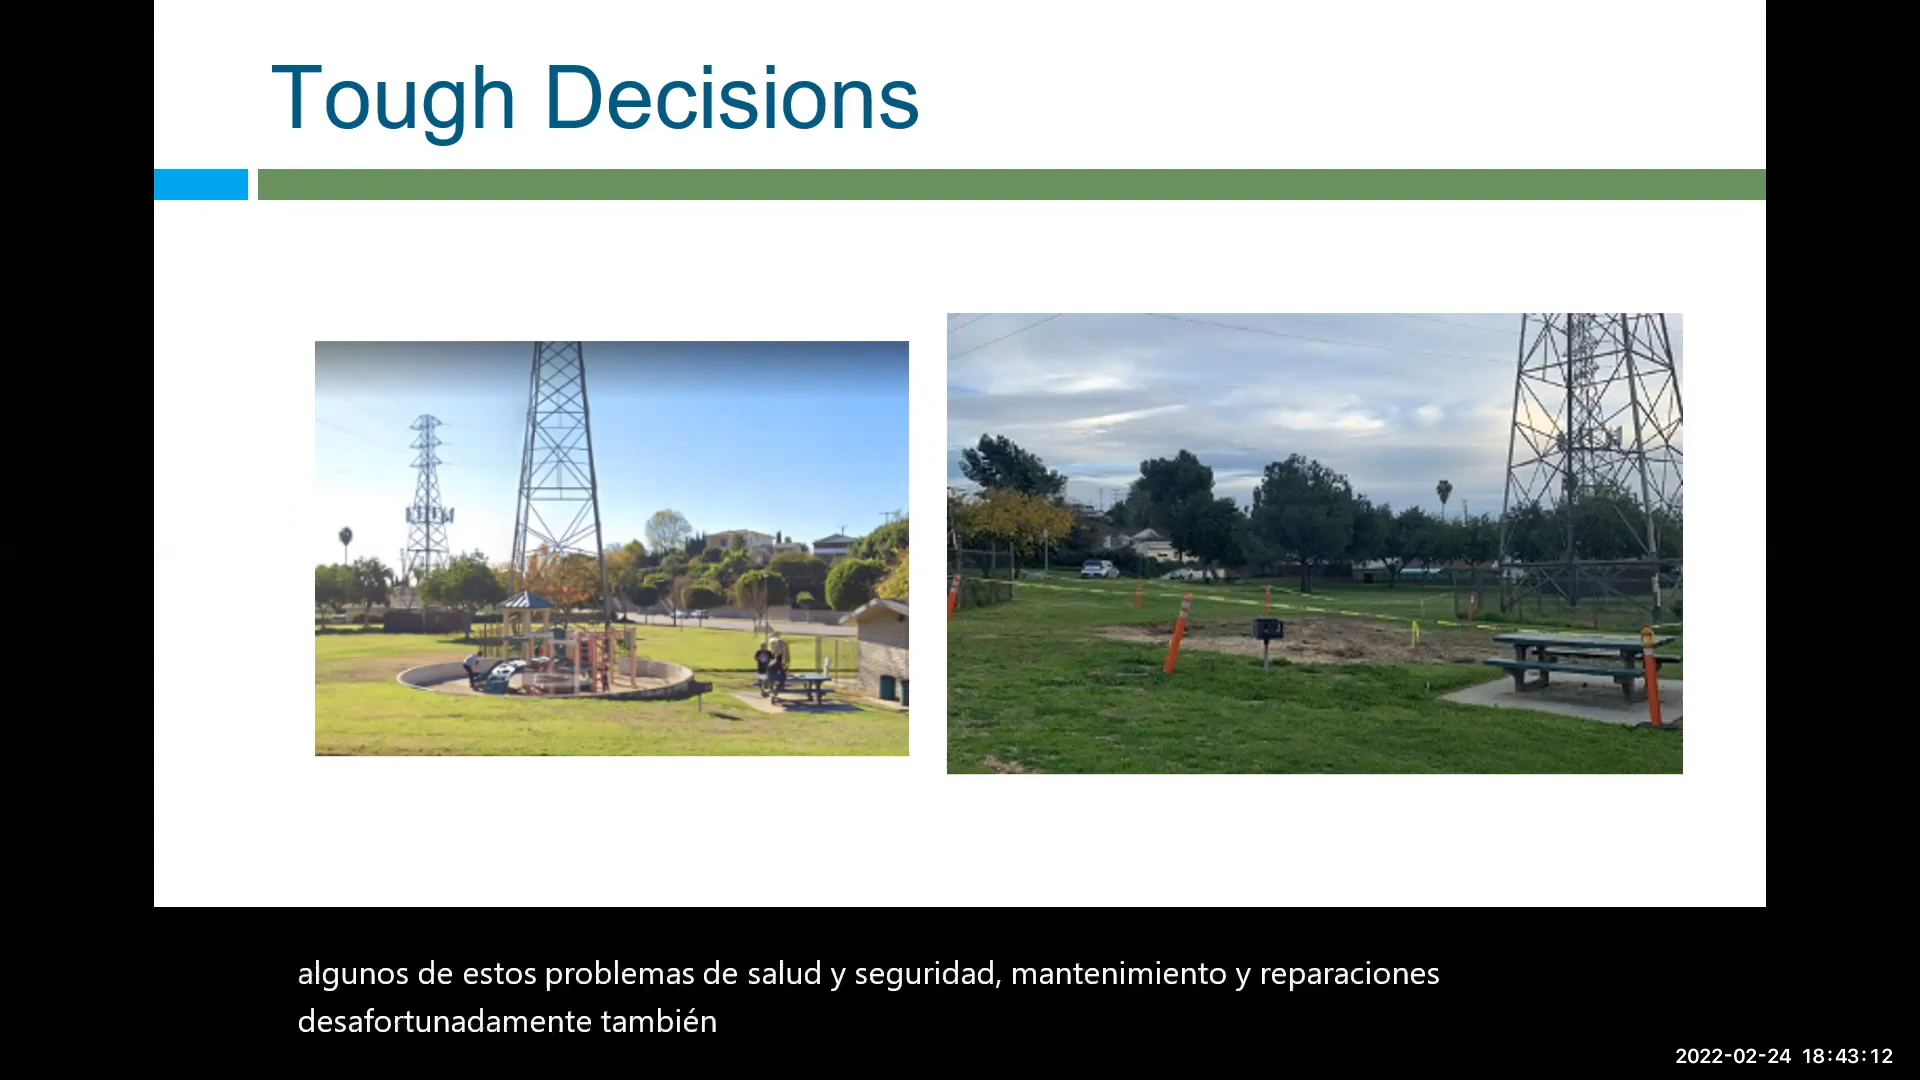 Tough Decisions
algunos de estos problemas de salud y seguridad, mantenimiento y reparaciones
desafortunadamente también
2022-02-24 18:43:12